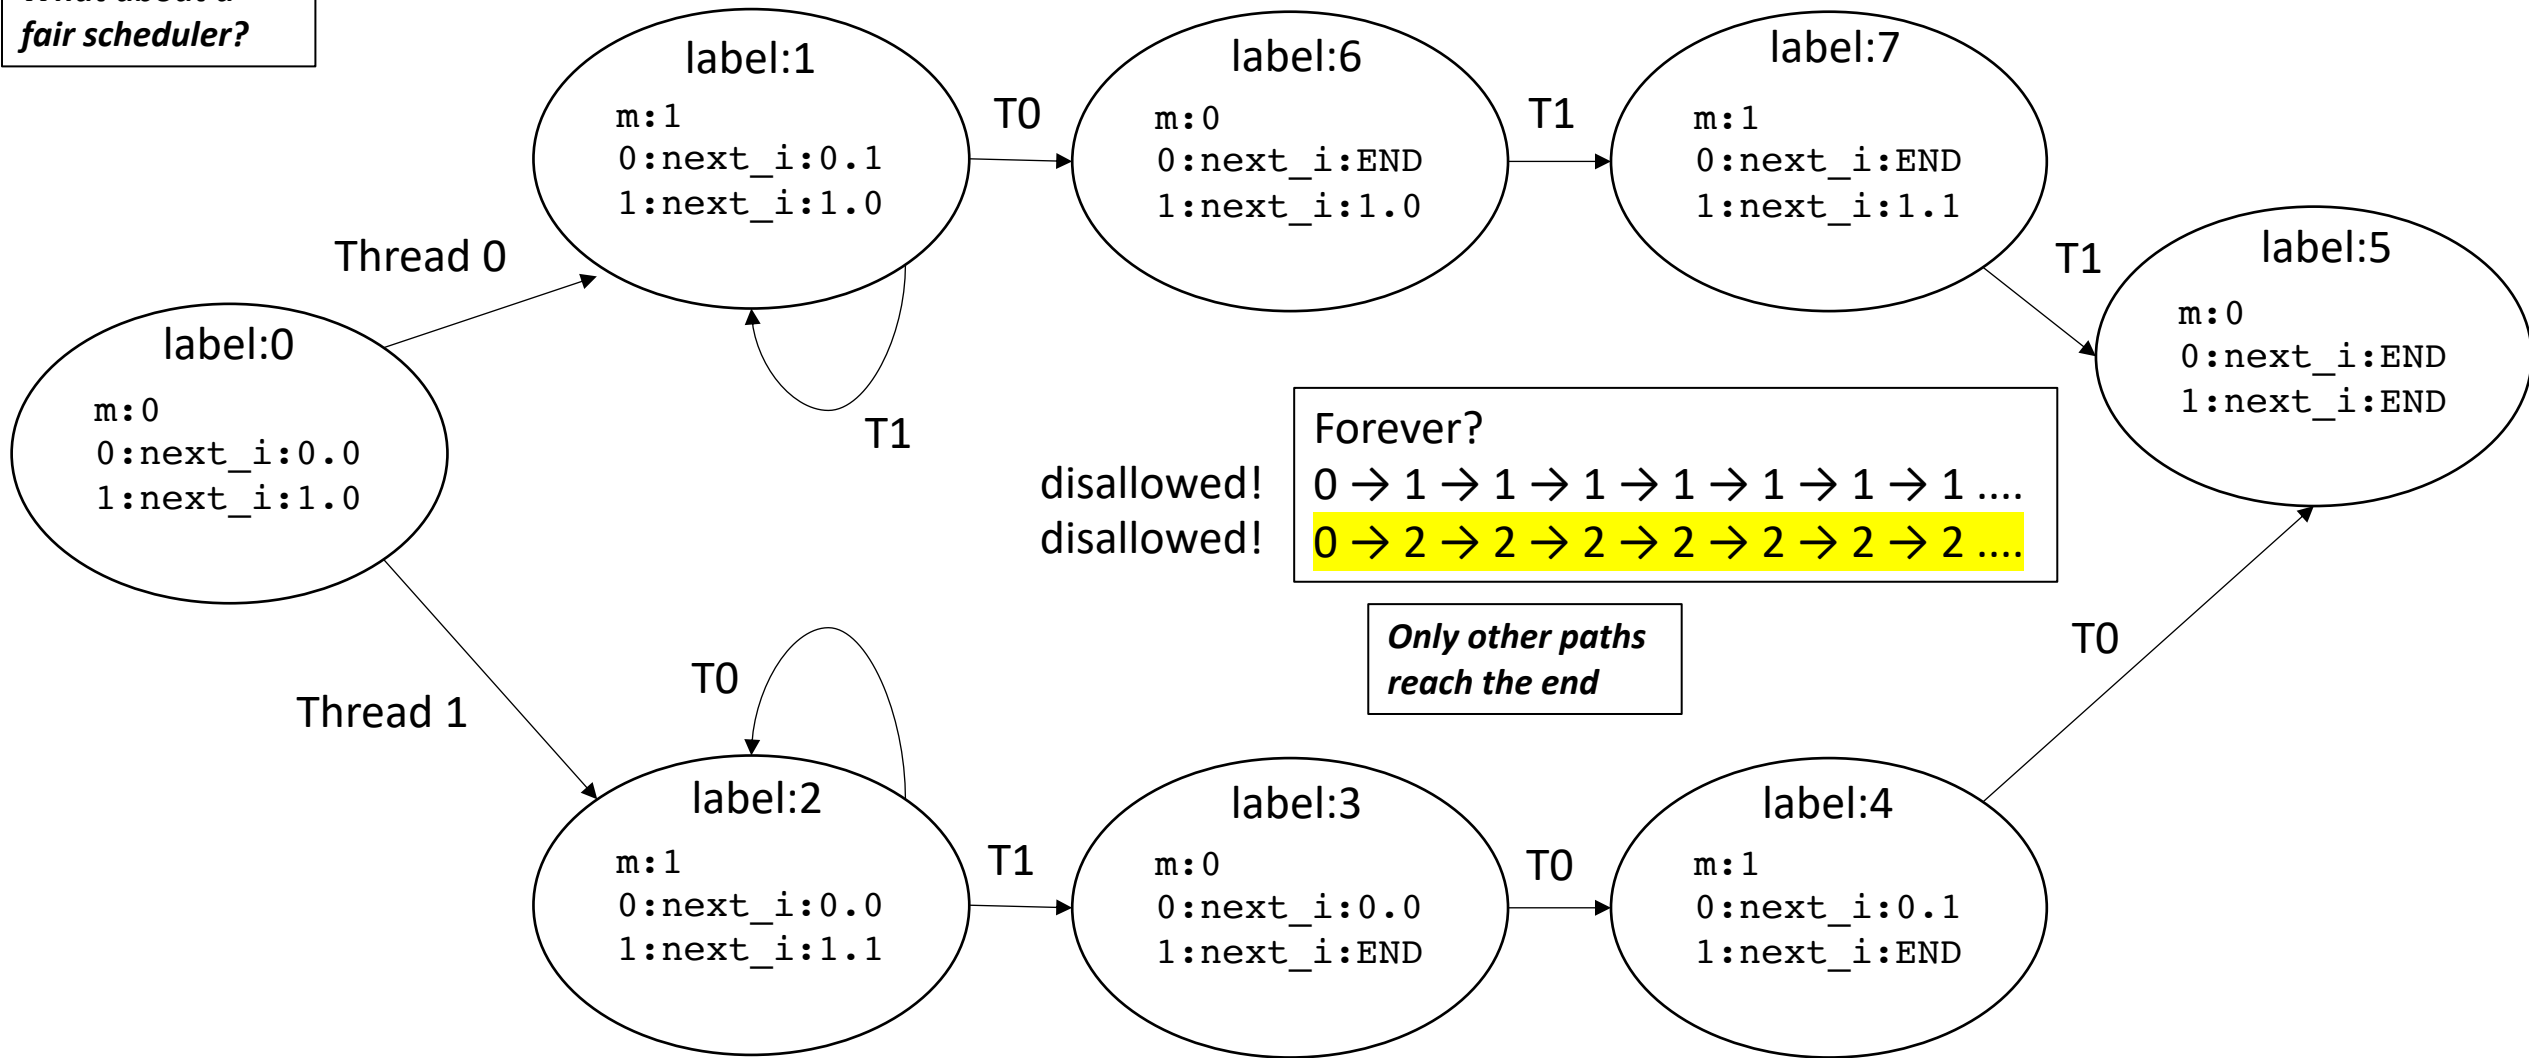 What about a
fair scheduler?
label:1
m:1
0:next_i:0.1
1:next_i:1.0
T0
label:6
m:0
0:next_i:END
1:next_i:1.0
T1
label:7
m:1
0:next_i:END
1:next_i:1.1
T1
label:5
m:0
0:next_i:END
1:next_i:END
Thread 0
label:0
m:0
0:next_i:0.0
1:next_i:1.0
T1
Forever?
disallowed! 0 → 1 → 1 → 1 → 1 → 1 → 1 → 1 ....
disallowed! 0 → 2 → 2 → 2 → 2 → 2 → 2 → 2 ....
Only other paths
reach the end
T0
T0
Thread 1
label:2
m:1
0:next_i:0.0
1:next_i:1.1
T1
label:3
m:0
0:next_i:0.0
1:next_i:END
T0
label:4
m:1
0:next_i:0.1
1:next_i:END